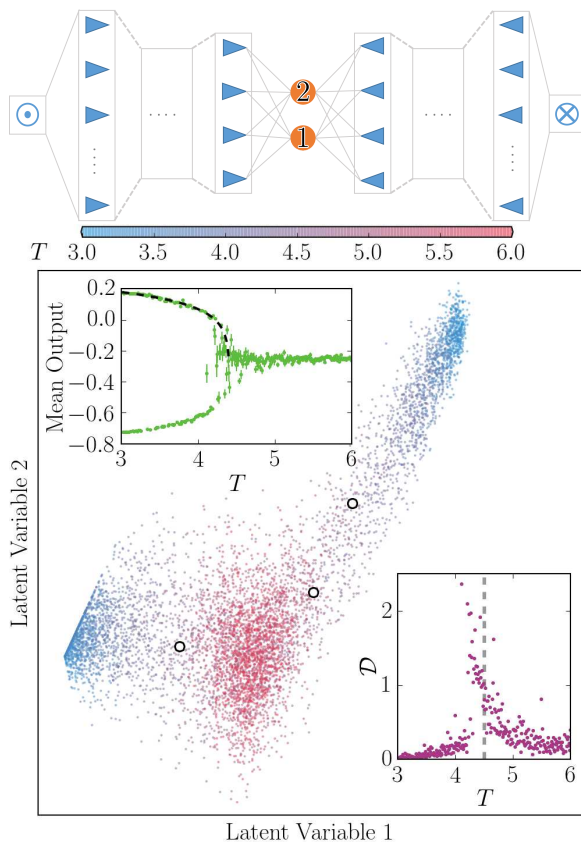 2
1
T
3.0 3.5 4.0 4.5 5.0 5.5 6.0
0.2
0.0
−0.2
−0.4
−0.6
−0.8
Mean Output
3 4 5 6
T
Latent Variable 2
2
1
0
𝒟
3 4 5 6
T
Latent Variable 1